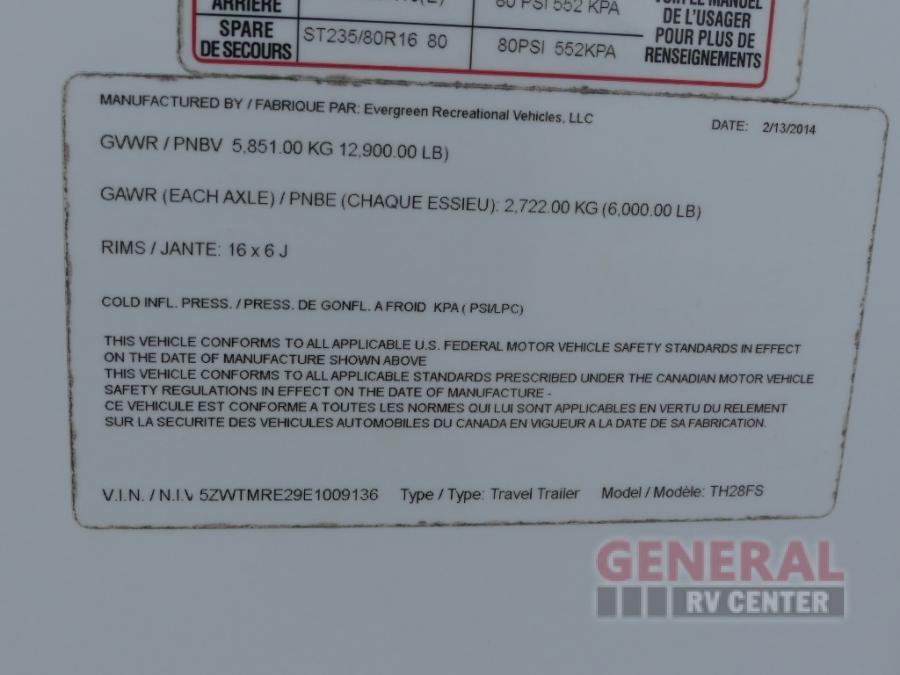 ARRIÈRE
80 PSI 552 KPA
VOIR LE MANUEL
DE L'USAGER
POUR PLUS DE
RENSEIGNEMENTS
SPARE
DE SECOURS
ST235/80R16 80
80PSI 552KPA
MANUFACTURED BY / FABRIQUE PAR: Evergreen Recreational Vehicles, LLC
DATE: 2/13/2014
GVWR / PNBV 5,851.00 KG 12,900.00 LB)
GAWR (EACH AXLE) / PNBE (CHAQUE ESSIEU): 2,722.00 KG (6,000.00 LB)
RIMS / JANTE: 16 x 6 J
COLD INFL. PRESS. / PRESS. DE GONFL. A FROID KPA ( PSI/LPC)
THIS VEHICLE CONFORMS TO ALL APPLICABLE U.S. FEDERAL MOTOR VEHICLE SAFETY STANDARDS IN EFFECT
ON THE DATE OF MANUFACTURE SHOWN ABOVE
THIS VEHICLE CONFORMS TO ALL APPLICABLE STANDARDS PRESCRIBED UNDER THE CANADIAN MOTOR VEHICLE
SAFETY REGULATIONS IN EFFECT ON THE DATE OF MANUFACTURE -
CE VEHICULE EST CONFORME A TOUTES LES NORMES QUI LUI SONT APPLICABLES EN VERTU DU RELEMENT
SUR LA SECURITE DES VEHICULES AUTOMOBILES DU CANADA EN VIGUEUR A LA DATE DE SA FABRICATION.
V.I.N. / N.I.V 5ZWTMRE29E1009136 Type / Type: Travel Trailer Model / Modèle: TH28FS
GENERAL
RV CENTER